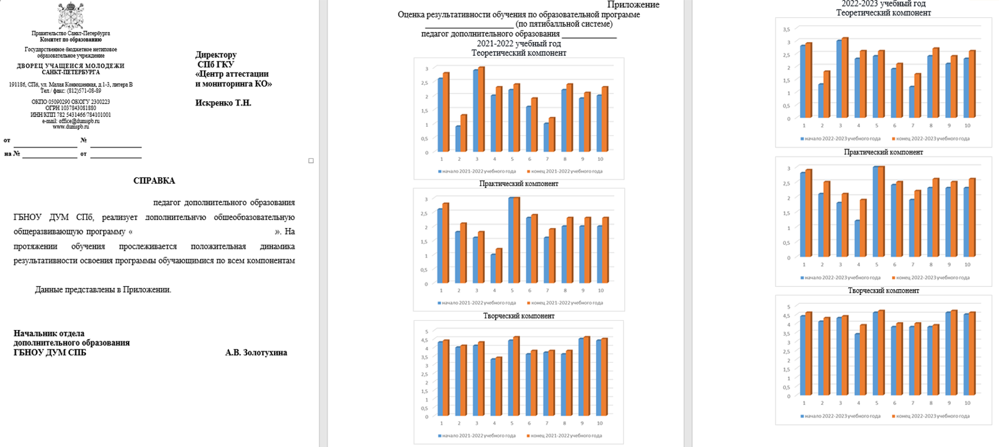 Правительство Санкт-Петербурга
Комитет по образованию
Государственное бюджетное нетиповое
образовательное учреждение
ДВОРЕЦ УЧАЩЕЙСЯ МОЛОДЕЖИ
САНКТ-ПЕТЕРБУРГА
191186, СПб, ул. Малая Конюшенная, д.1-3, литера В
Тел./ факс: (812)571-08-89
ОКПО 05090290 ОКОГУ 2300223
ОГРН 1037843081880
ИНН/КПП 782 5431466/784101001
e-mail: office@dumspb.ru
www.dumspb.ru
от №
на № от
Директору
СПб ГКУ
«Центр аттестации
и мониторинга КО»
Искренко Т.Н.
СПРАВКА
педагог дополнительного образования
ГБНОУ ДУМ СПб, реализует дополнительную общеобразовательную
общеразвивающую программу « ». На
протяжении обучения прослеживается положительная динамика
результативности освоения программы обучающимися по всем компонентам
Данные представлены в Приложении.
Начальник отдела
дополнительного образования
ГБНОУ ДУМ СПБ А.В. Золотухина
Приложение
Оценка результативности обучения по образовательной программе
(по пятибалльной системе)
педагог дополнительного образования
2021-2022 учебный год
Теоретический компонент
3
2,5
2
1,5
1
0,5
0
1 2 3 4 5 6 7 8 9 10
начало 2021-2022 учебного года конец 2021-2022 учебного года
Практический компонент
3
2,5
2
1,5
1
0,5
0
1 2 3 4 5 6 7 8 9 10
начало 2021-2022 учебного года конец 2021-2022 учебного года
Творческий компонент
5
4,5
4
3,5
3
2,5
2
1,5
1
0,5
0
1 2 3 4 5 6 7 8 9 10
начало 2021-2022 учебного года конец 2021-2022 учебного года
2022-2023 учебный год
Теоретический компонент
3,5
3
2,5
2
1,5
1
0,5
0
1 2 3 4 5 6 7 8 9 10
начало 2022-2023 учебного года конец 2022-2023 учебного года
Практический компонент
3
2,5
2
1,5
1
0,5
0
1 2 3 4 5 6 7 8 9 10
начало 2022-2023 учебного года конец 2022-2023 учебного года
Творческий компонент
5
4,5
4
3,5
3
2,5
2
1,5
1
0,5
0
1 2 3 4 5 6 7 8 9 10
начало 2022-2023 учебного года конец 2022-2023 учебного года